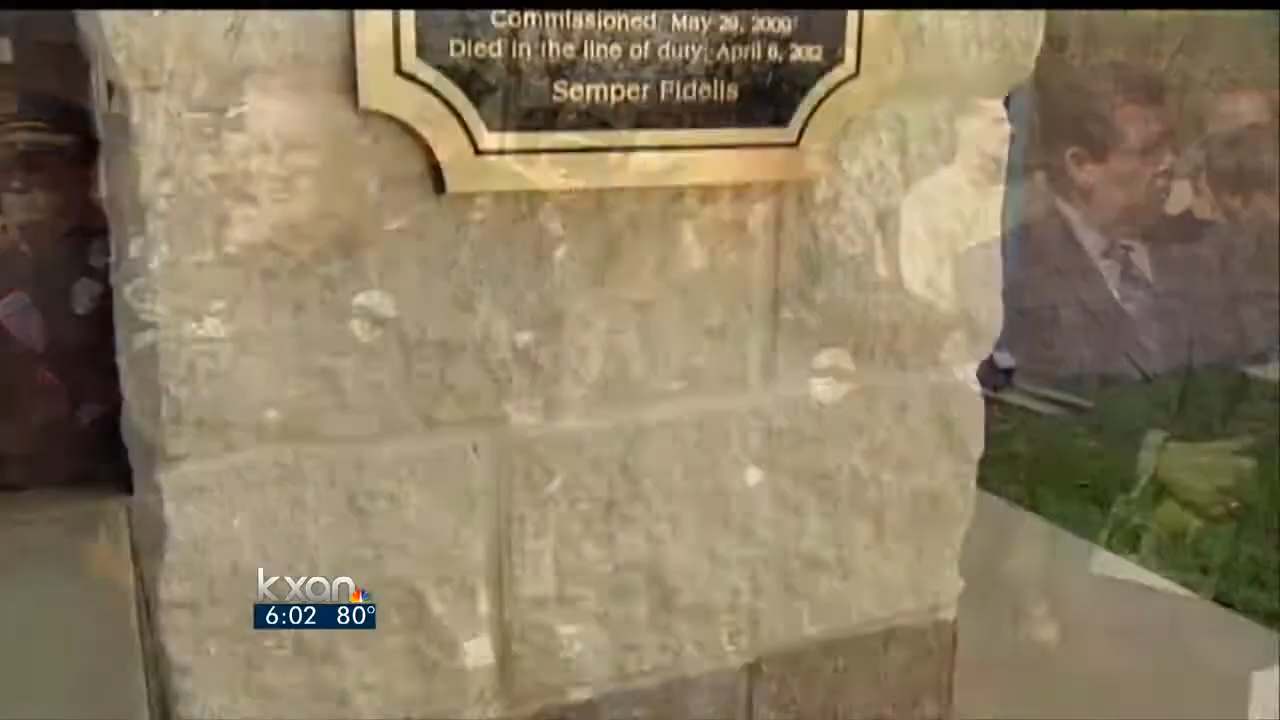 Commissioned: May 29, 2009
Died in the line of duty: April 6, 2012
Semper Fidelis
kxan
6:02 80°